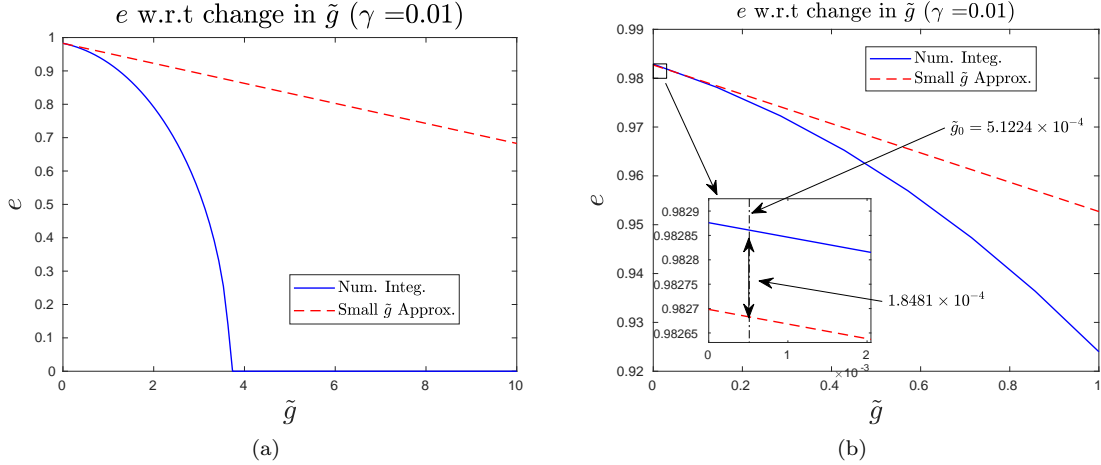 e w.r.t change in g̃ (γ =0.01)
1
0.9
0.8
0.7
0.6
0.5
0.4
0.3
0.2
0.1
0
e
Num. Integ.
Small g̃ Approx.
0 2 4 6 8 10
g̃
(a)
e w.r.t change in g̃ (γ =0.01)
0.99
0.98
0.97
0.96
0.95
0.94
0.93
0.92
e
Num. Integ.
Small g̃ Approx.
g̃₀ = 5.1224 × 10⁻⁴
0.9829
0.98285
0.9828
0.98275
0.9827
0.98265
1.8481 × 10⁻⁴
0 1 2
×10⁻³
0 0.2 0.4 0.6 0.8 1
g̃
(b)